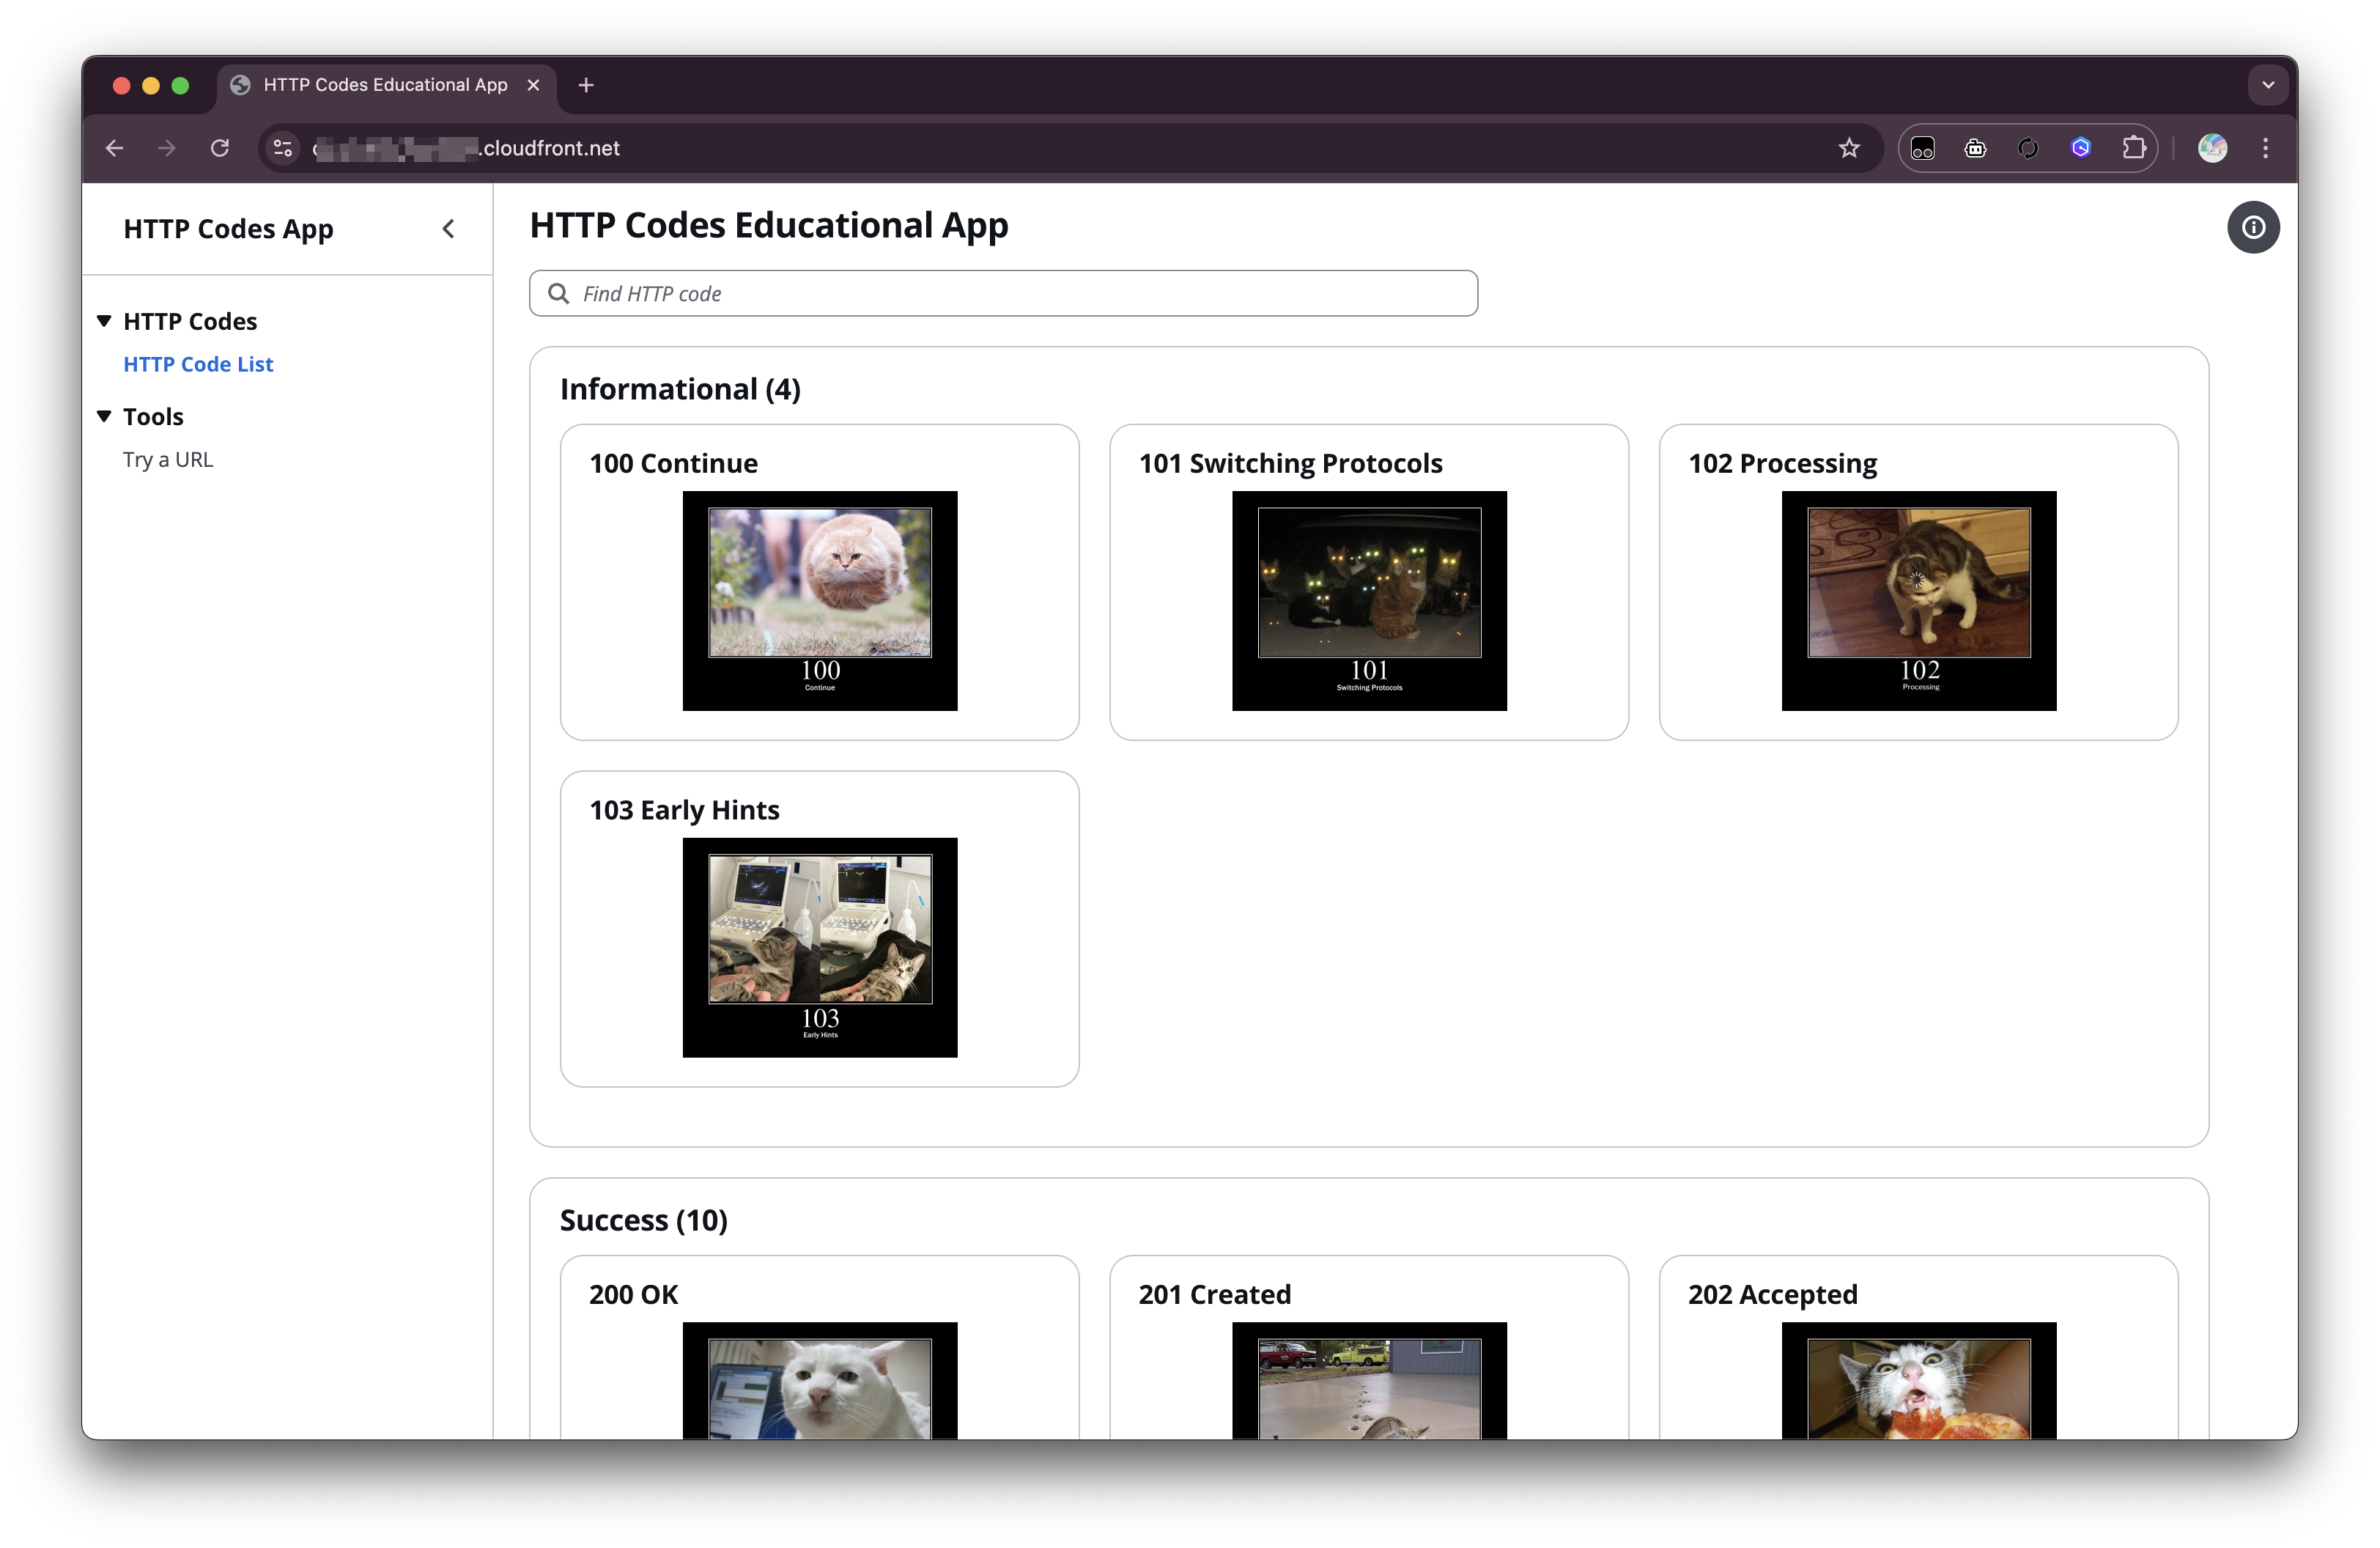 HTTP Codes Educational App
.cloudfront.net
HTTP Codes App
HTTP Codes
HTTP Code List
Tools
Try a URL
HTTP Codes Educational App
Find HTTP code
Informational (4)
100 Continue
100
Continue
101 Switching Protocols
101
Switching Protocols
102 Processing
102
Processing
103 Early Hints
103
Early Hints
Success (10)
200 OK
201 Created
202 Accepted